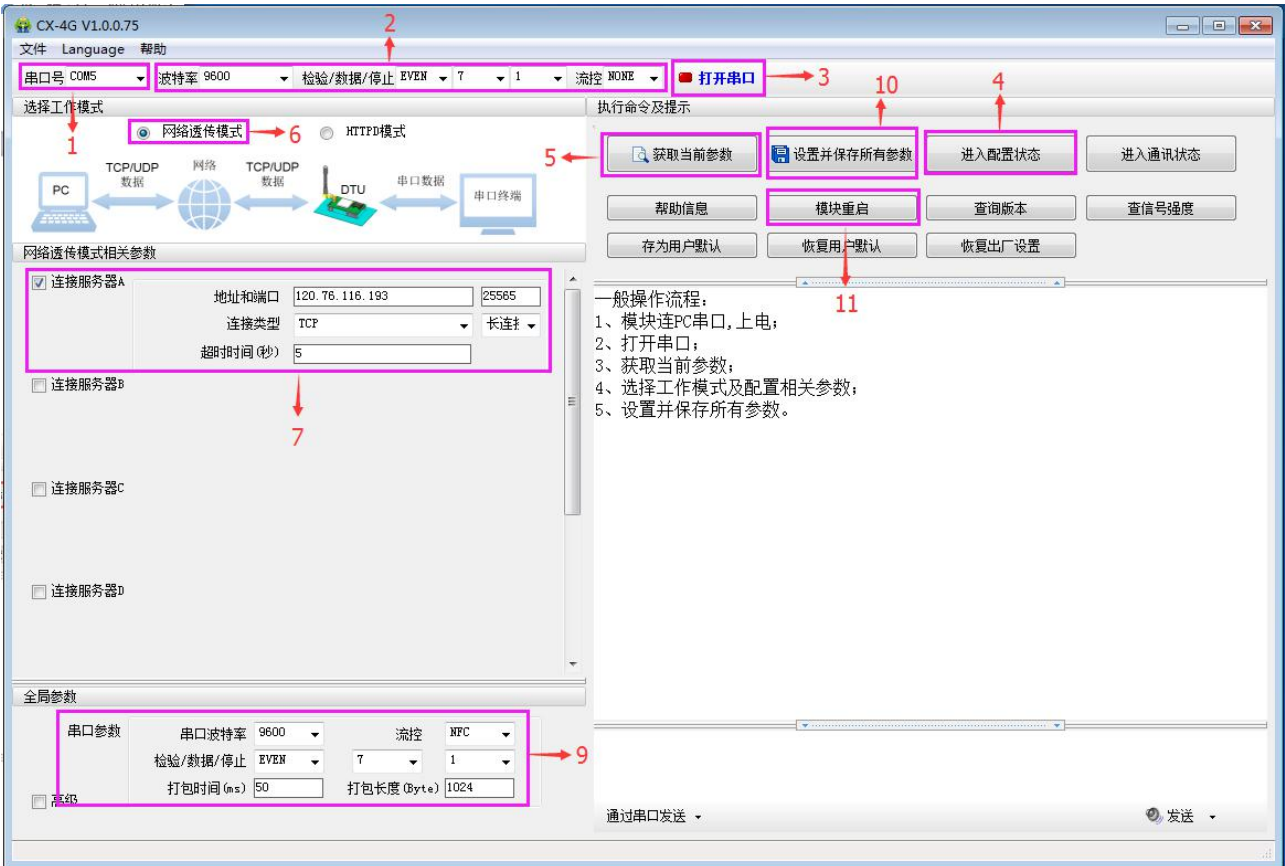 CX-4G V1.0.0.75
文件 Language 帮助
2
串口号 COM5 波特率 9600 检验/数据/停止 EVEN 7 1 流控 NONE 打开串口
3
选择工作模式
执行命令及提示
10
4
1
网络透传模式
6
HTTPD模式
5
获取当前参数 设置并保存所有参数 进入配置状态 进入通讯状态
PC
TCP/UDP
数据
网络
TCP/UDP
数据
DTU
串口数据
串口终端
帮助信息 模块重启 查询版本 查信号强度
存为用户默认 恢复用户默认 恢复出厂设置
11
网络透传模式相关参数
连接服务器A
地址和端口 120.76.116.193 25565
连接类型 TCP 长连
超时时间(秒) 5
7
连接服务器B
连接服务器C
连接服务器D
一般操作流程：
1、模块连PC串口,上电；
2、打开串口；
3、获取当前参数；
4、选择工作模式及配置相关参数；
5、设置并保存所有参数。
全局参数
串口参数 串口波特率 9600 流控 NFC
检验/数据/停止 EVEN 7 1
打包时间(ms) 50 打包长度(Byte) 1024
9
高级
通过串口发送 发送